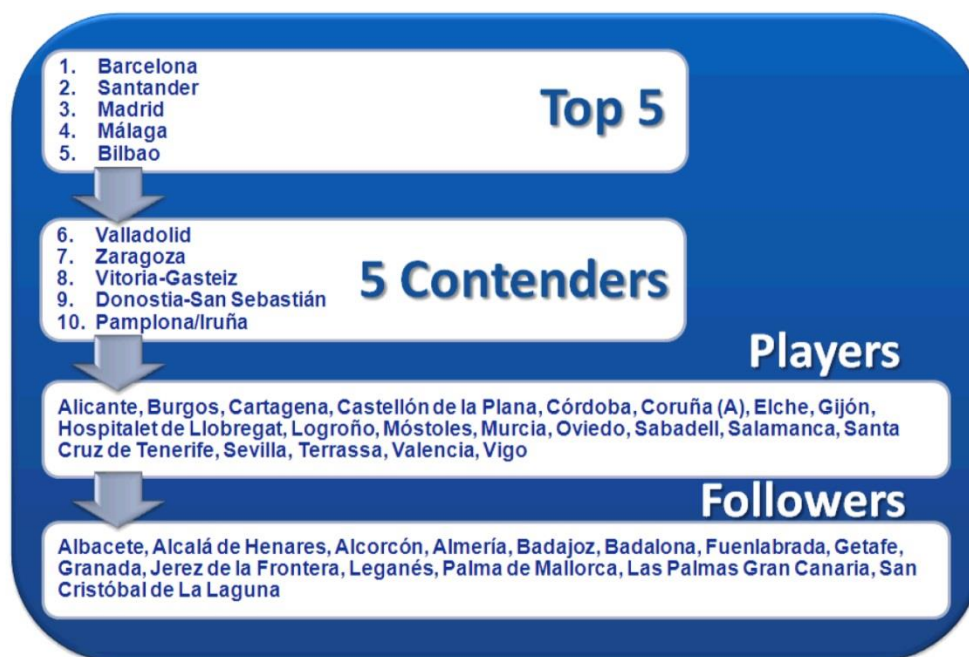 1. Barcelona
2. Santander
3. Madrid
4. Málaga
5. Bilbao
Top 5
6. Valladolid
7. Zaragoza
8. Vitoria-Gasteiz
9. Donostia-San Sebastián
10. Pamplona/Iruña
5 Contenders
Players
Alicante, Burgos, Cartagena, Castellón de la Plana, Córdoba, Coruña (A), Elche, Gijón,
Hospitalet de Llobregat, Logroño, Móstoles, Murcia, Oviedo, Sabadell, Salamanca, Santa
Cruz de Tenerife, Sevilla, Terrassa, Valencia, Vigo
Followers
Albacete, Alcalá de Henares, Alcorcón, Almería, Badajoz, Badalona, Fuenlabrada, Getafe,
Granada, Jerez de la Frontera, Leganés, Palma de Mallorca, Las Palmas Gran Canaria, San
Cristóbal de La Laguna